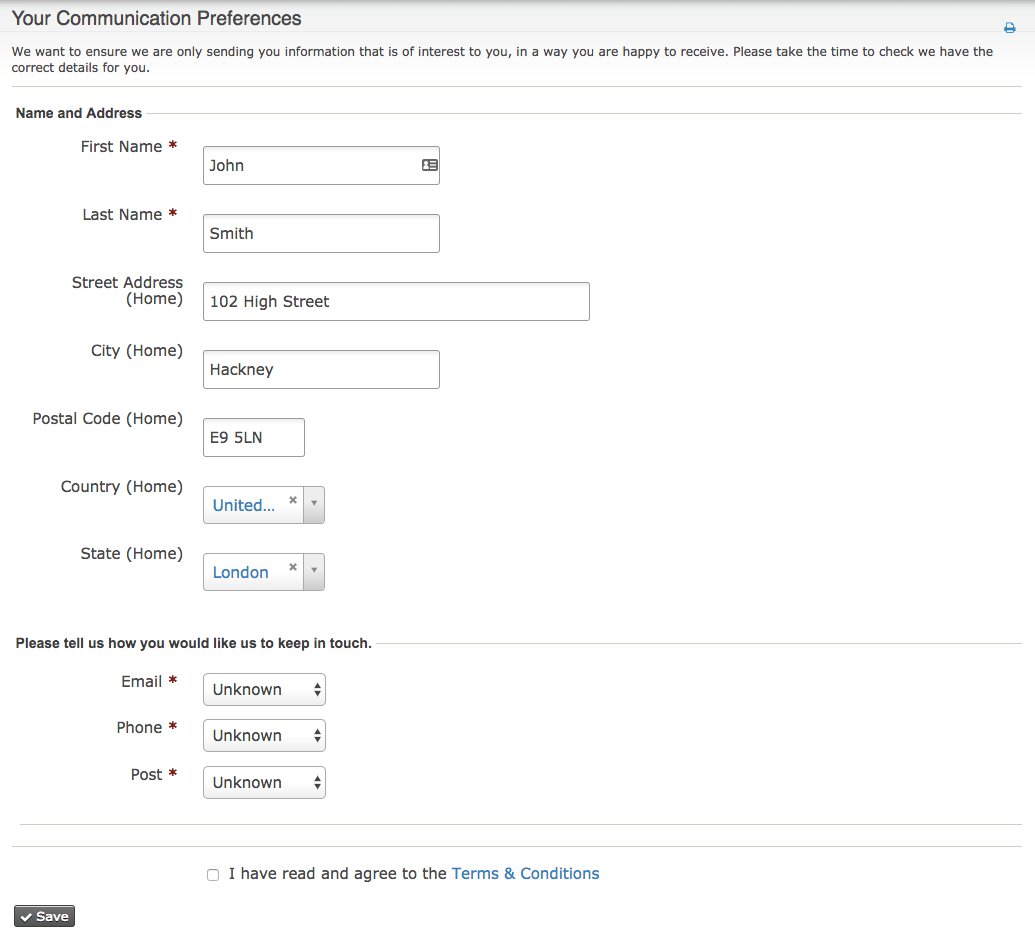 Your Communication Preferences
We want to ensure we are only sending you information that is of interest to you, in a way you are happy to receive. Please take the time to check we have the
correct details for you.
Name and Address
First Name *
John
Last Name *
Smith
Street Address
(Home)
102 High Street
City (Home)
Hackney
Postal Code (Home)
E9 5LN
Country (Home)
United...
State (Home)
London
Please tell us how you would like us to keep in touch.
Email *
Unknown
Phone *
Unknown
Post *
Unknown
I have read and agree to the Terms & Conditions
Save